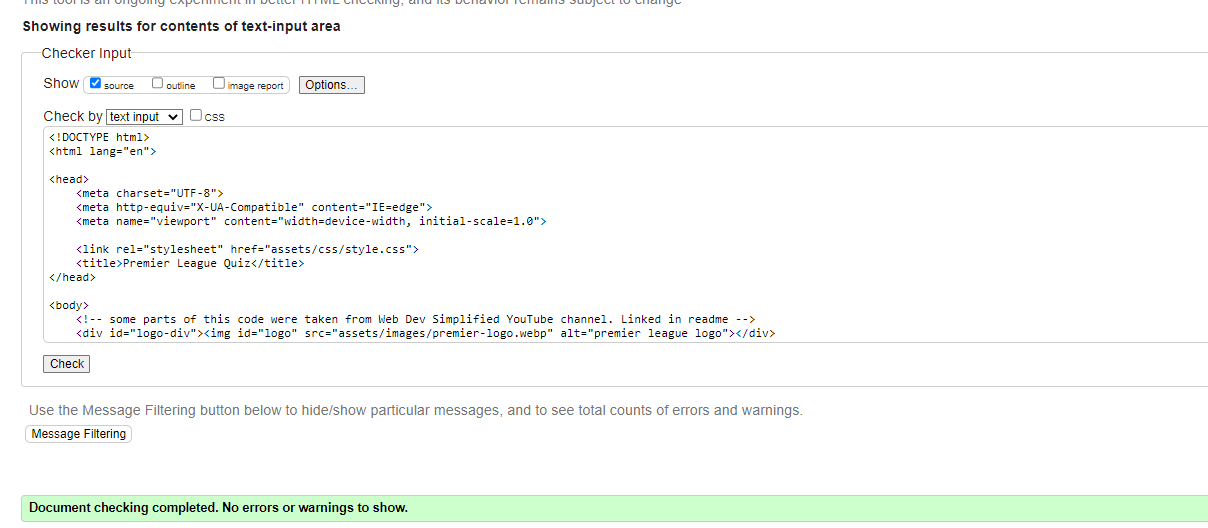 This tool is an ongoing experiment in better HTML checking, and its behavior remains subject to change
Showing results for contents of text-input area
Checker Input
Show source outline image report Options...
Check by text input css
<!DOCTYPE html>
<html lang="en">
<head>
<meta charset="UTF-8">
<meta http-equiv="X-UA-Compatible" content="IE=edge">
<meta name="viewport" content="width=device-width, initial-scale=1.0">
<link rel="stylesheet" href="assets/css/style.css">
<title>Premier League Quiz</title>
</head>
<body>
<!-- some parts of this code were taken from Web Dev Simplified YouTube channel. Linked in readme -->
<div id="logo-div"><img id="logo" src="assets/images/premier-logo.webp" alt="premier league logo"></div>
Check
Use the Message Filtering button below to hide/show particular messages, and to see total counts of errors and warnings.
Message Filtering
Document checking completed. No errors or warnings to show.